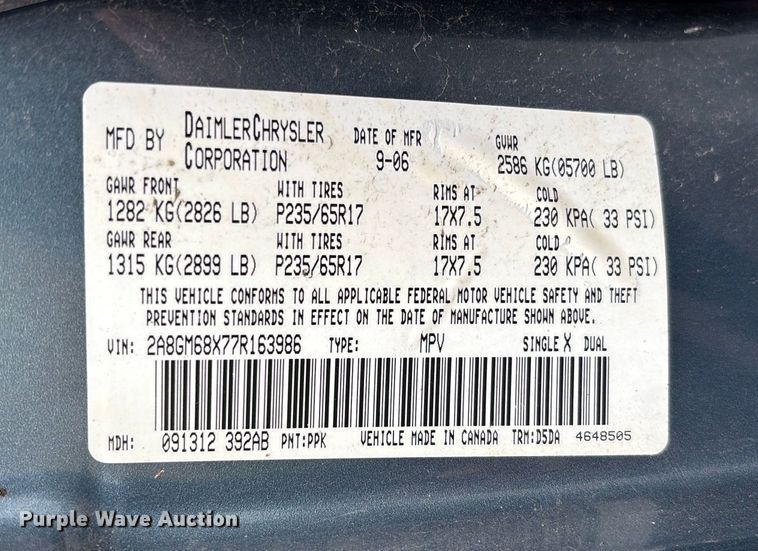 MFD BY DAIMLERCHRYSLER CORPORATION DATE OF MFR 9-06 GVWR 2586 KG(05700 LB)
GAWR FRONT WITH TIRES RIMS AT COLD
1282 KG(2826 LB) P235/65R17 17X7.5 230 KPA( 33 PSI)
GAWR REAR WITH TIRES RIMS AT COLD
1315 KG(2899 LB) P235/65R17 17X7.5 230 KPA( 33 PSI)
THIS VEHICLE CONFORMS TO ALL APPLICABLE FEDERAL MOTOR VEHICLE SAFETY AND THEFT
PREVENTION STANDARDS IN EFFECT ON THE DATE OF MANUFACTURE SHOWN ABOVE.
VIN: 2A8GM68X77R163986 TYPE: MPV SINGLE X DUAL
MDH: 091312 392AB PNT:PPK VEHICLE MADE IN CANADA TRM:D5DA 4648505
Purple Wave Auction